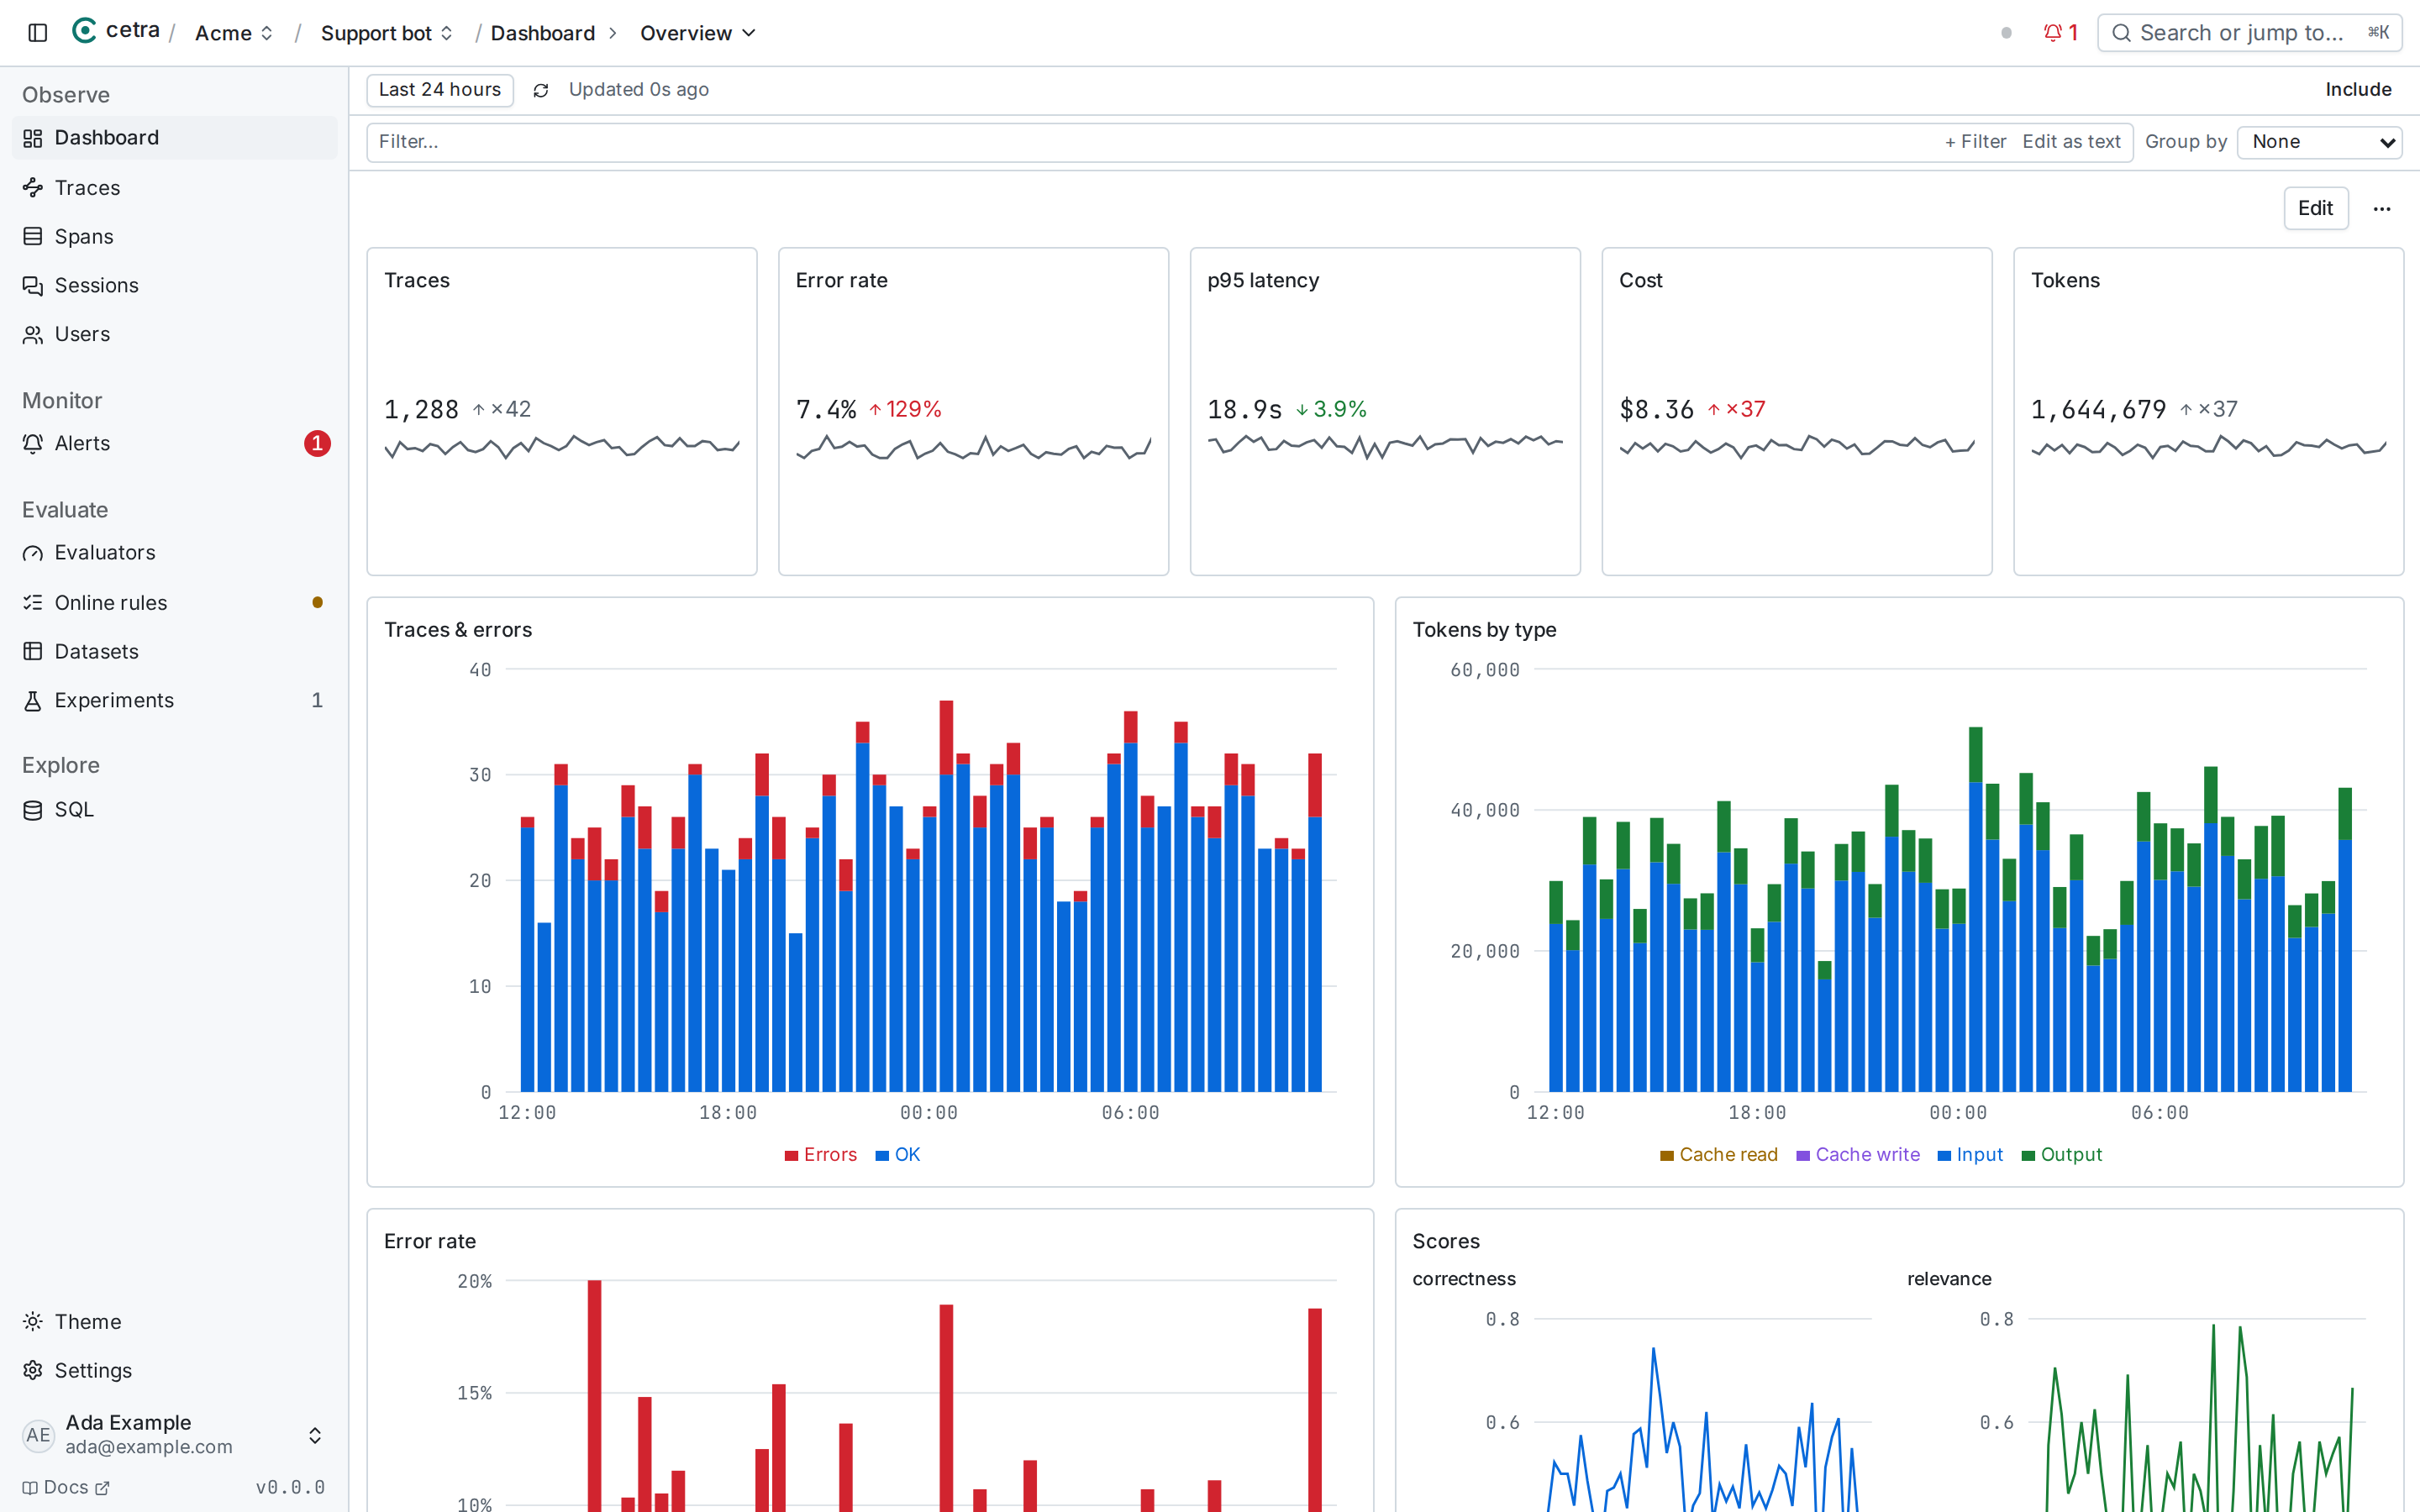 cetra / Acme / Support bot / Dashboard Overview 1 Search or jump to... ⌘K
Observe
Dashboard
Traces
Spans
Sessions
Users
Monitor
Alerts 1
Evaluate
Evaluators
Online rules
Datasets
Experiments 1
Explore
SQL
Theme
Settings
AE Ada Example
ada@example.com
Docs v0.0.0
Last 24 hours Updated 0s ago Include
Filter... + Filter Edit as text Group by None
Edit ...
Traces
1,288 ↑ ×42
Error rate
7.4% ↑ 129%
p95 latency
18.9s ↓ 3.9%
Cost
$8.36 ↑ ×37
Tokens
1,644,679 ↑ ×37
Traces & errors
40
30
20
10
0
12:00 18:00 00:00 06:00
Errors OK
Tokens by type
60,000
40,000
20,000
0
12:00 18:00 00:00 06:00
Cache read Cache write Input Output
Error rate
20%
15%
10%
Scores
correctness
0.8
0.6
relevance
0.8
0.6